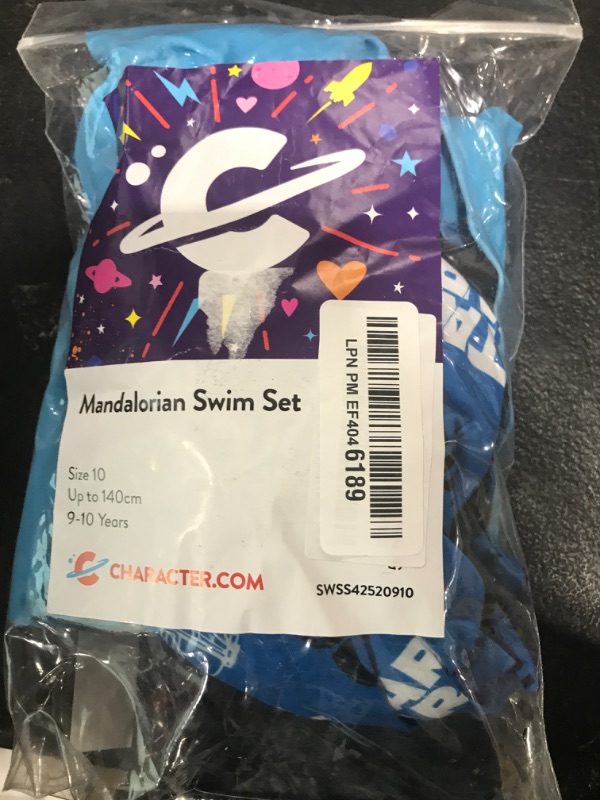 Mandalorian Swim Set
Size 10
Up to 140cm
9-10 Years
CHARACTER.COM
LPN PM EF404 6189
SWSS42520910